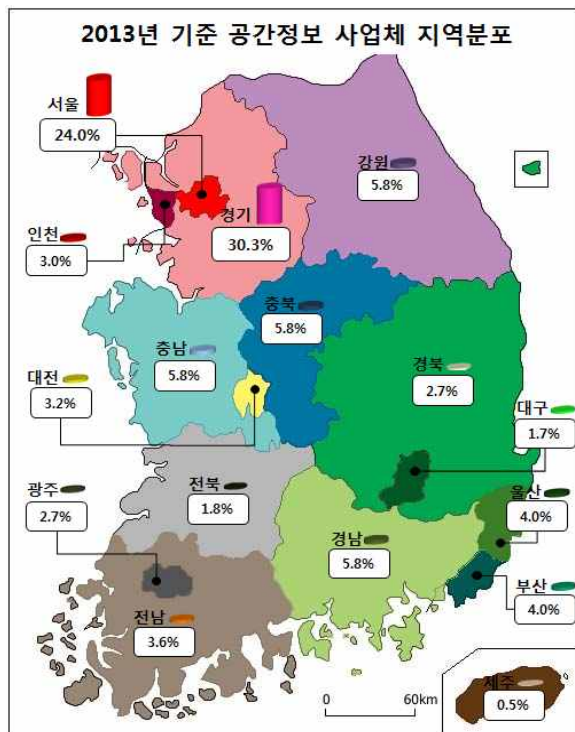 2013년 기준 공간정보 사업체 지역분포
서울
24.0%
강원
5.8%
경기
30.3%
인천
3.0%
충북
5.8%
충남
5.8%
경북
2.7%
대전
3.2%
대구
1.7%
광주
2.7%
전북
1.8%
울산
4.0%
경남
5.8%
부산
4.0%
전남
3.6%
제주
0.5%
0 60km